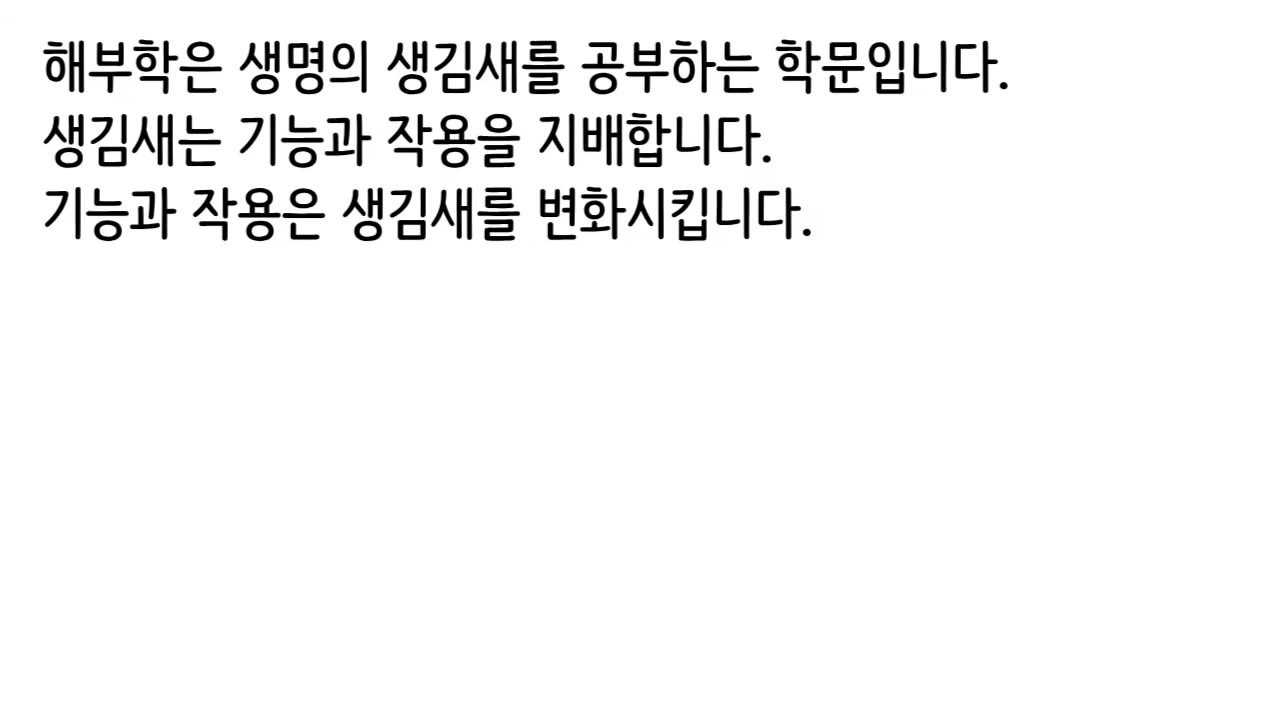 해부학은 생명의 생김새를 공부하는 학문입니다.
생김새는 기능과 작용을 지배합니다.
기능과 작용은 생김새를 변화시킵니다.